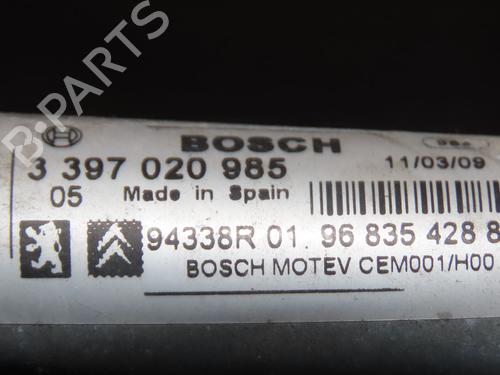 BOSCH
3 397 020 985
11/03/09
05 Made in Spain
94338R 01 96 835 428 8
BOSCH MOTEV CEM001/H00
B-PARTS